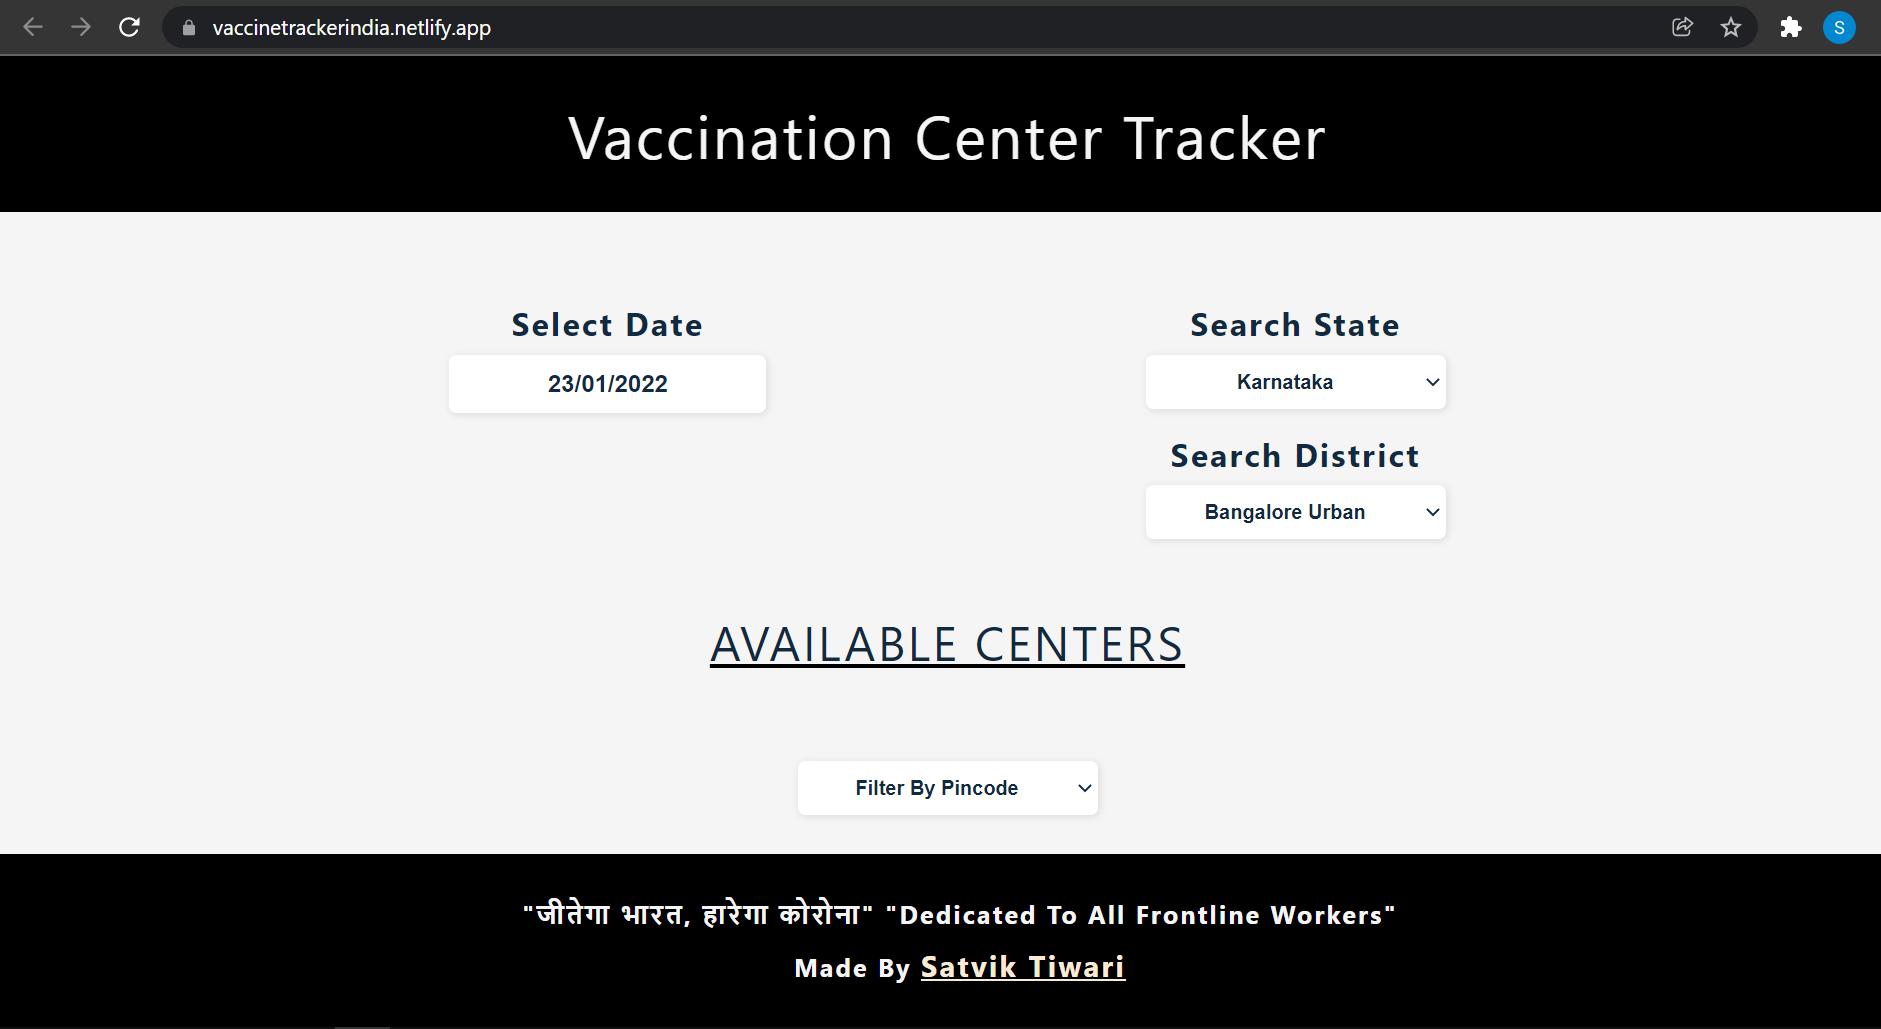 vaccinetrackerindia.netlify.app
S
Vaccination Center Tracker
Select Date
23/01/2022
Search State
Karnataka
Search District
Bangalore Urban
AVAILABLE CENTERS
Filter By Pincode
"जीतेगा भारत, हारेगा कोरोना" "Dedicated To All Frontline Workers"
Made By Satvik Tiwari